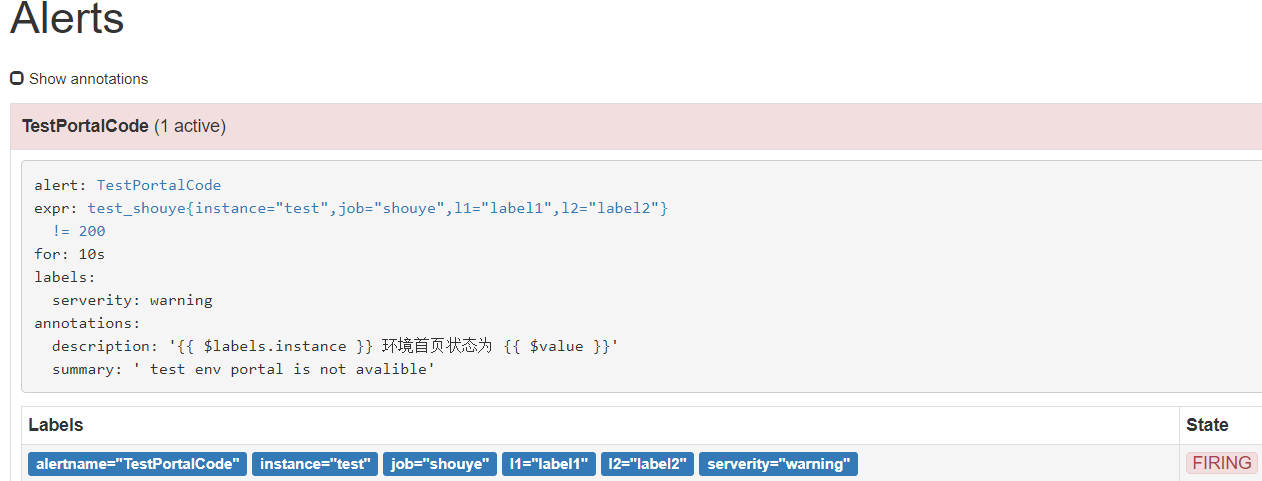 Alerts
Show annotations
TestPortalCode (1 active)
alert: TestPortalCode
expr: test_shouye{instance="test",job="shouye",l1="label1",l2="label2"}
!= 200
for: 10s
labels:
serverity: warning
annotations:
description: '{{ $labels.instance }} 环境首页状态为 {{ $value }}'
summary: ' test env portal is not avalible'
Labels State
alertname="TestPortalCode" instance="test" job="shouye" l1="label1" l2="label2" serverity="warning" FIRING